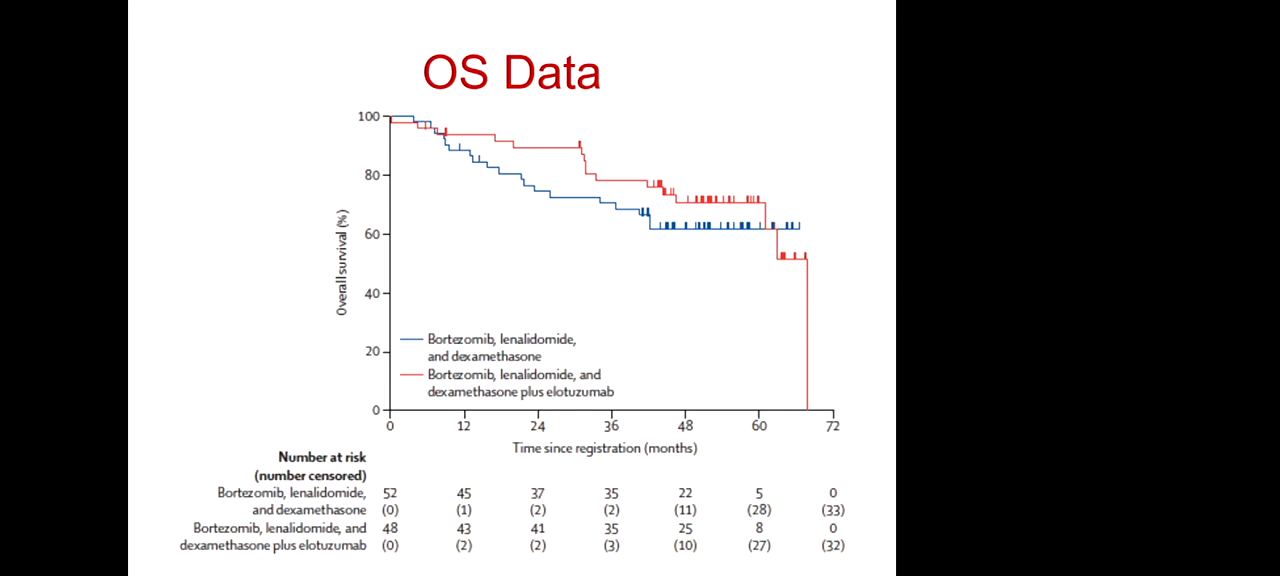 OS Data
100
80
60
40
20
0
Overall survival (%)
Bortezomib, lenalidomide,
and dexamethasone
Bortezomib, lenalidomide, and
dexamethasone plus elotuzumab
0 12 24 36 48 60 72
Time since registration (months)
Number at risk
(number censored)
Bortezomib, lenalidomide, 52 45 37 35 22 5 0
and dexamethasone (0) (1) (2) (2) (11) (28) (33)
Bortezomib, lenalidomide, and 48 43 41 35 25 8 0
dexamethasone plus elotuzumab (0) (2) (2) (3) (10) (27) (32)